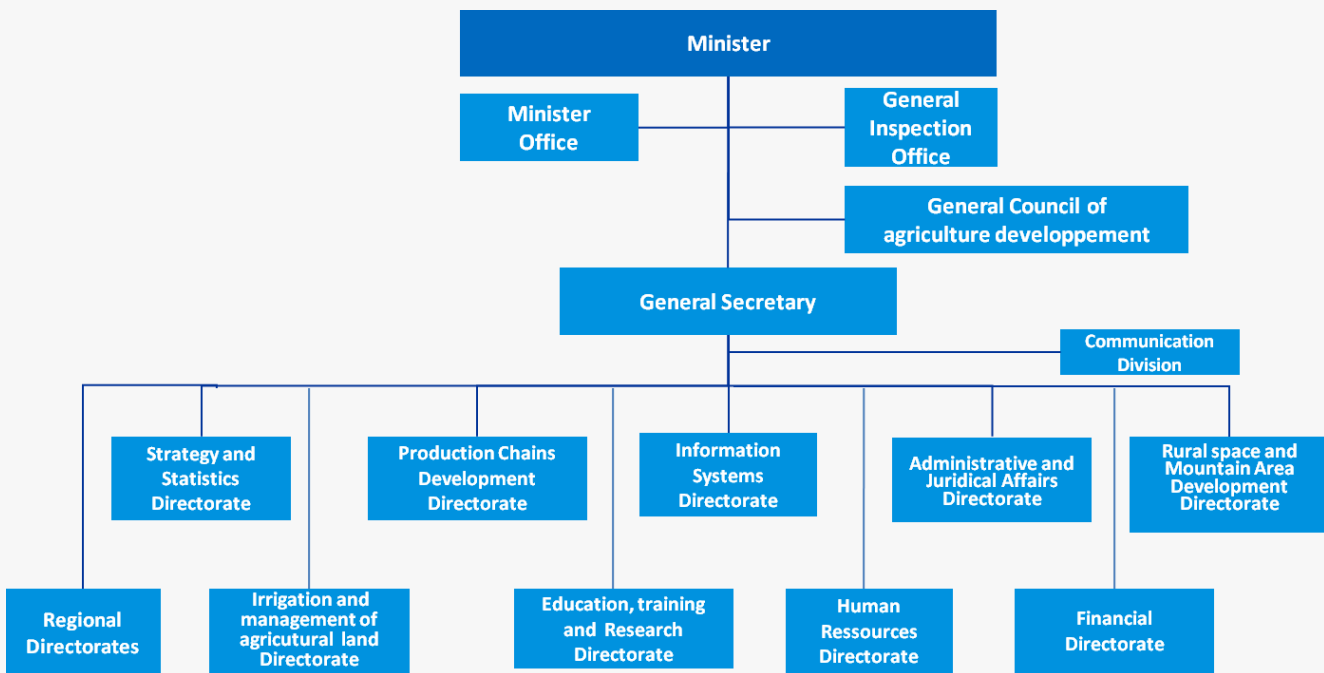 Minister
Minister
Office
General
Inspection
Office
General Council of
agriculture developpement
General Secretary
Communication
Division
Strategy and
Statistics
Directorate
Production Chains
Development
Directorate
Information
Systems
Directorate
Administrative and
Juridical Affairs
Directorate
Rural space and
Mountain Area
Development
Directorate
Regional
Directorates
Irrigation and
management of
agricutural land
Directorate
Education, training
and Research
Directorate
Human
Ressources
Directorate
Financial
Directorate